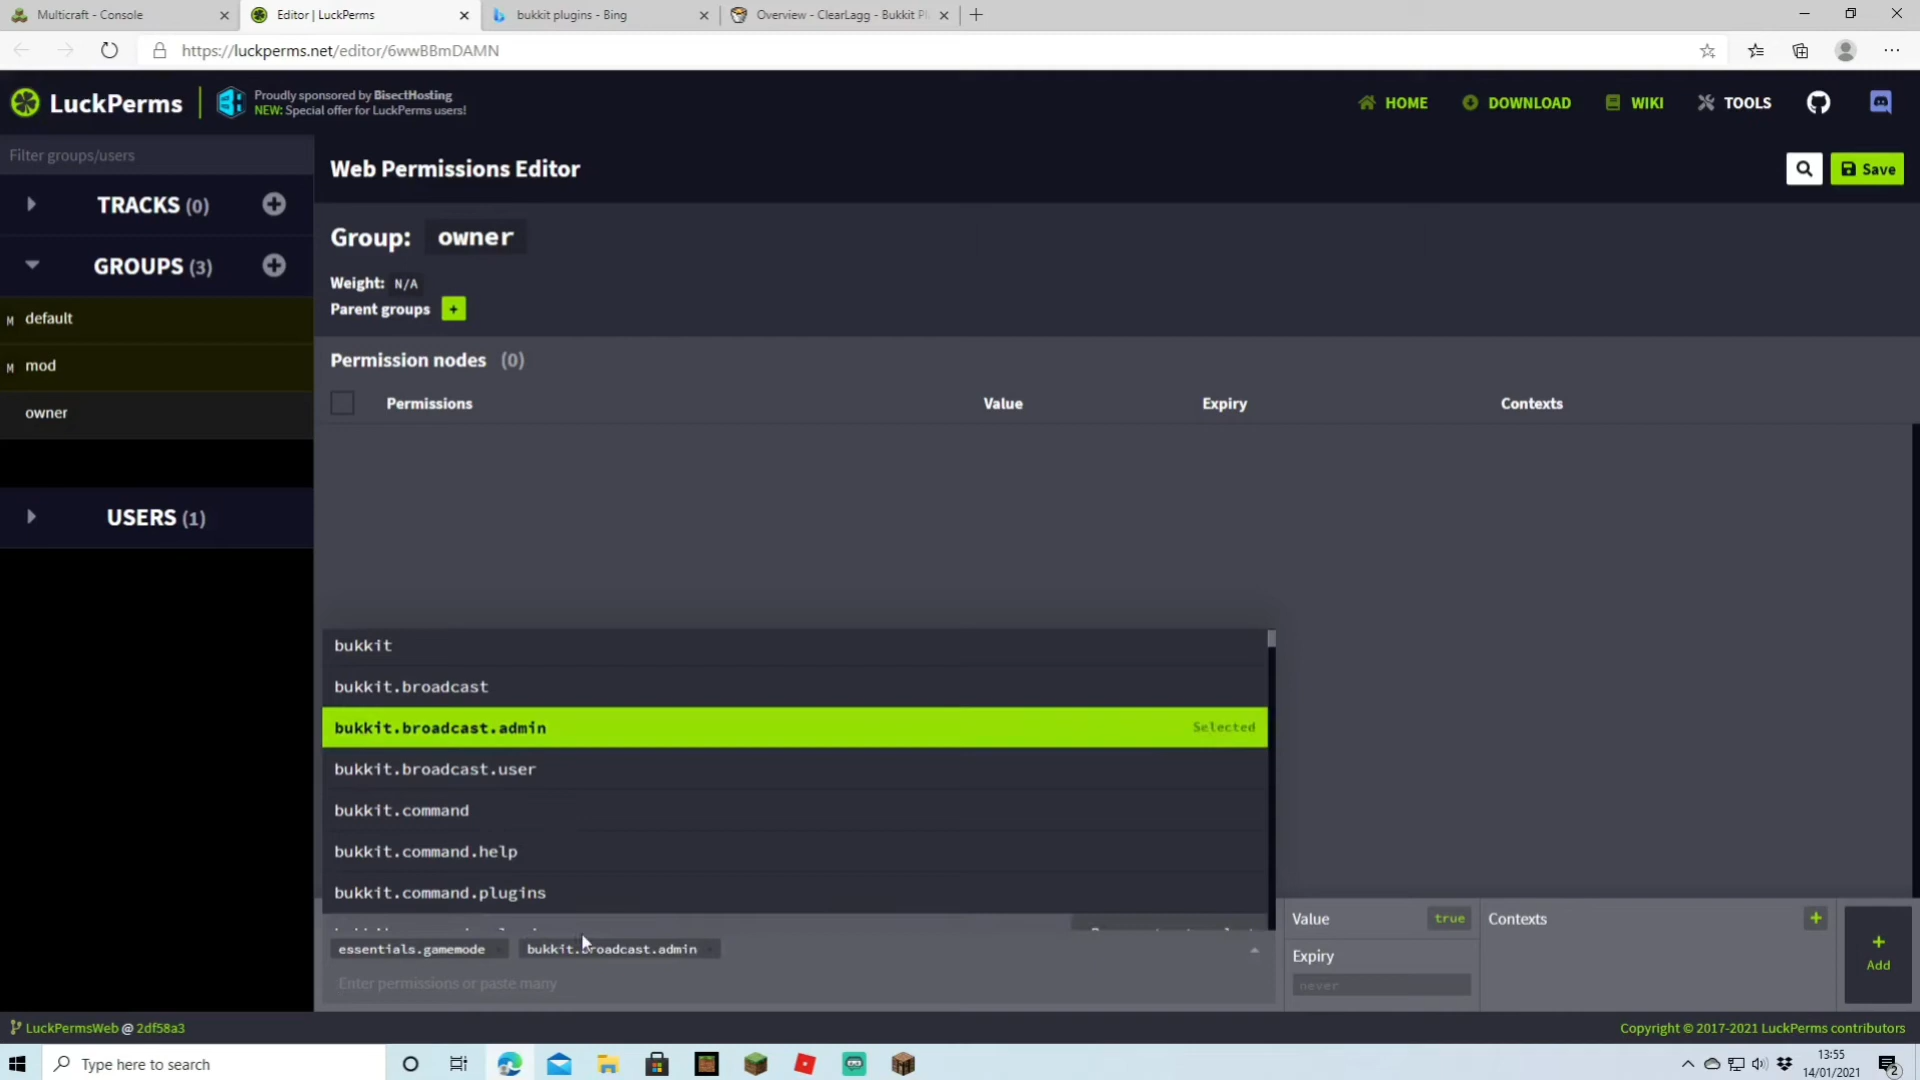 Multicraft - Console
Editor | LuckPerms
bukkit plugins - Bing
Overview - ClearLagg - Bukkit Pl
https://luckperms.net/editor/6wwBBmDAMN
LuckPerms
Proudly sponsored by BisectHosting
NEW: Special offer for LuckPerms users!
HOME
DOWNLOAD
WIKI
TOOLS
Filter groups/users
Web Permissions Editor
Save
TRACKS (0)
GROUPS (3)
M default
M mod
owner
USERS (1)
Group: owner
Weight: N/A
Parent groups +
Permission nodes (0)
Permissions
Value
Expiry
Contexts
bukkit
bukkit.broadcast
bukkit.broadcast.admin
Selected
bukkit.broadcast.user
bukkit.command
bukkit.command.help
bukkit.command.plugins
essentials.gamemode
bukkit.broadcast.admin
Enter permissions or paste many
Value
true
Expiry
never
Contexts
+
+
Add
LuckPermsWeb @ 2df58a3
Copyright © 2017-2021 LuckPerms contributors
Type here to search
13:55
14/01/2021
2